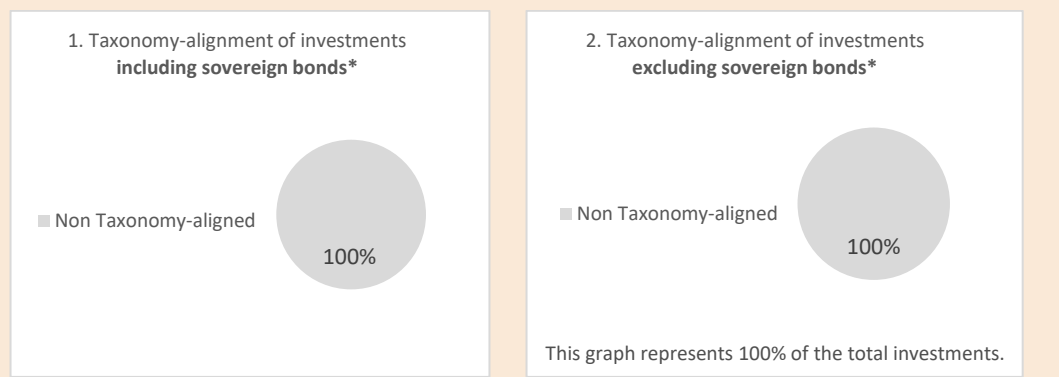 1. Taxonomy-alignment of investments
including sovereign bonds*
Non Taxonomy-aligned
100%
2. Taxonomy-alignment of investments
excluding sovereign bonds*
Non Taxonomy-aligned
100%
This graph represents 100% of the total investments.